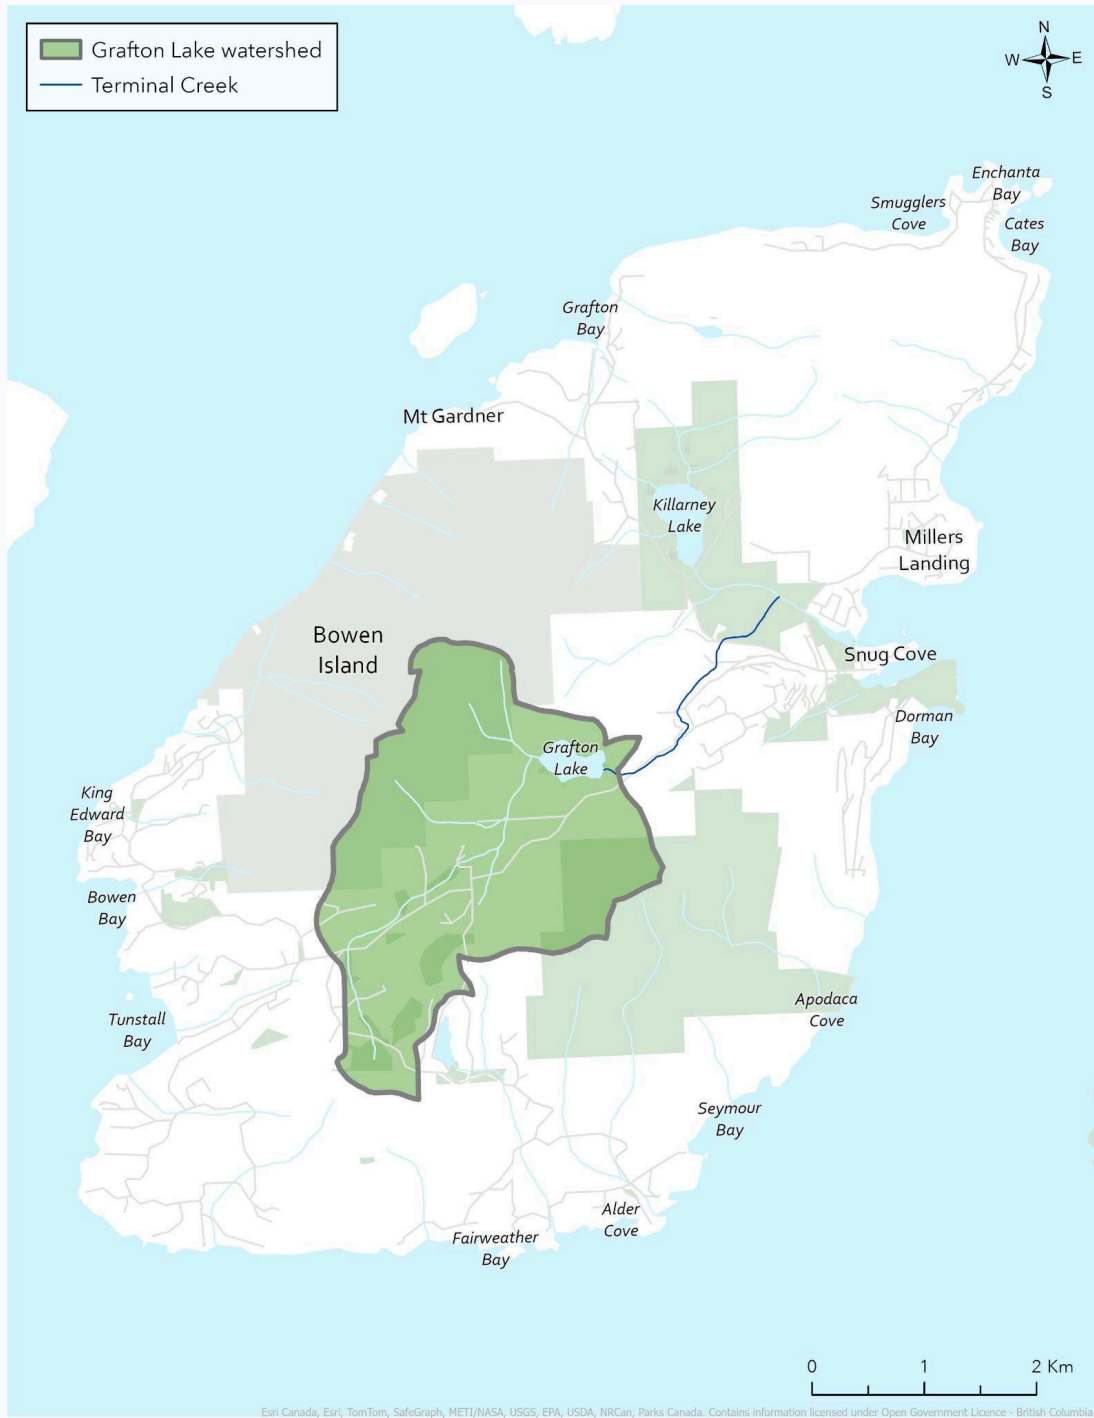 Grafton Lake watershed
Terminal Creek
N
W
E
S
Enchanta
Bay
Smugglers
Cove
Cates
Bay
Grafton
Bay
Mt Gardner
Killarney
Lake
Millers
Landing
Bowen
Island
Snug Cove
Dorman
Bay
Grafton
Lake
King
Edward
Bay
Bowen
Bay
Tunstall
Bay
Apodaca
Cove
Seymour
Bay
Alder
Cove
Fairweather
Bay
0 1 2 Km
Esri Canada, Esri, TomTom, SafeGraph, METI/NASA, USGS, EPA, USDA, NRCan, Parks Canada. Contains information licensed under Open Government Licence - British Columbia